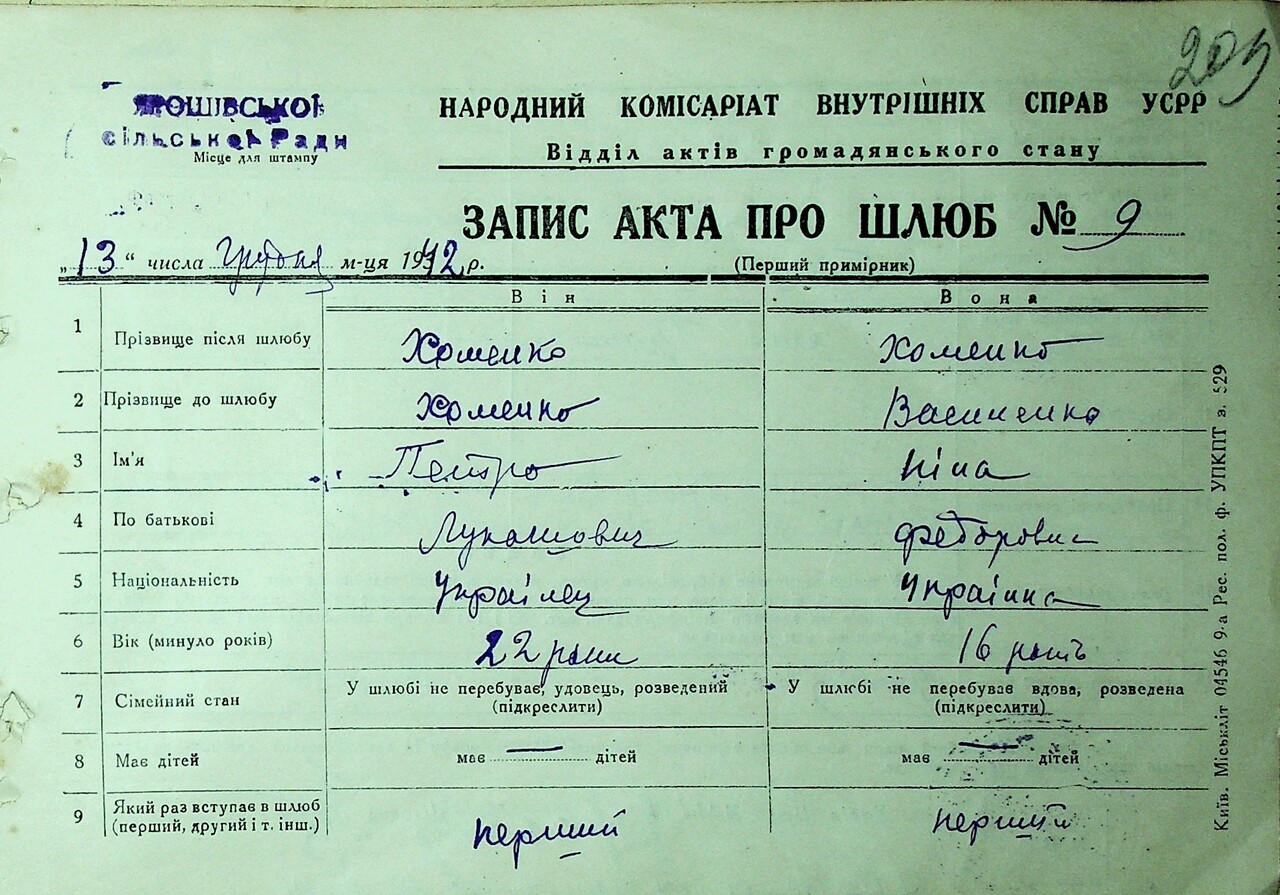 205
ЯРОШІВСЬКОЇ
сільської Ради
Місце для штампу
НАРОДНИЙ КОМІСАРІАТ ВНУТРІШНІХ СПРАВ УСРР
Відділ актів громадянського стану
ЗАПИС АКТА ПРО ШЛЮБ № 9
„13“ числа грудня м-ця 1942 р.
(Перший примірник)
Він Вона
1 Прізвище після шлюбу Хоменко Хоменко
2 Прізвище до шлюбу Хоменко Василенко
3 Ім'я Петро Ніна
4 По батькові Лукашович Федоровна
5 Національність Українец Українка
6 Вік (минуло років) 22 роки 16 років
7 Сімейний стан У шлюбі не перебуває, удовець, розведений (підкреслити) У шлюбі не перебуває вдова, розведена (підкреслити)
8 Має дітей має — дітей має — дітей
9 Який раз вступає в шлюб (перший, другий і т. інш.) перший перший
Київ. Міськліт 04546 9-а Рес. пол. ф. УПКПТ з. 529